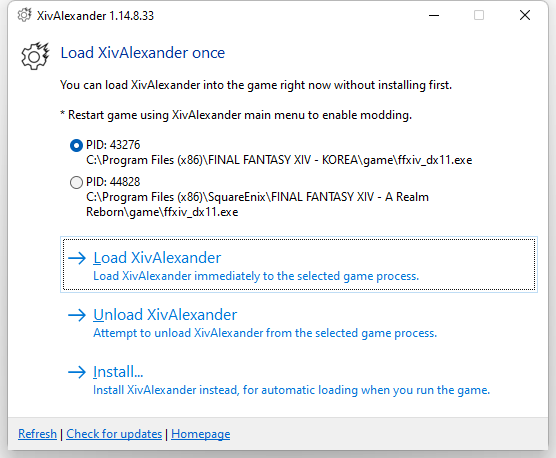 XivAlexander 1.14.8.33
Load XivAlexander once
You can load XivAlexander into the game right now without installing first.
* Restart game using XivAlexander main menu to enable modding.
PID: 43276
C:\Program Files (x86)\FINAL FANTASY XIV - KOREA\game\ffxiv_dx11.exe
PID: 44828
C:\Program Files (x86)\SquareEnix\FINAL FANTASY XIV - A Realm
Reborn\game\ffxiv_dx11.exe
Load XivAlexander
Load XivAlexander immediately to the selected game process.
Unload XivAlexander
Attempt to unload XivAlexander from the selected game process.
Install...
Install XivAlexander instead, for automatic loading when you run the game.
Refresh | Check for updates | Homepage